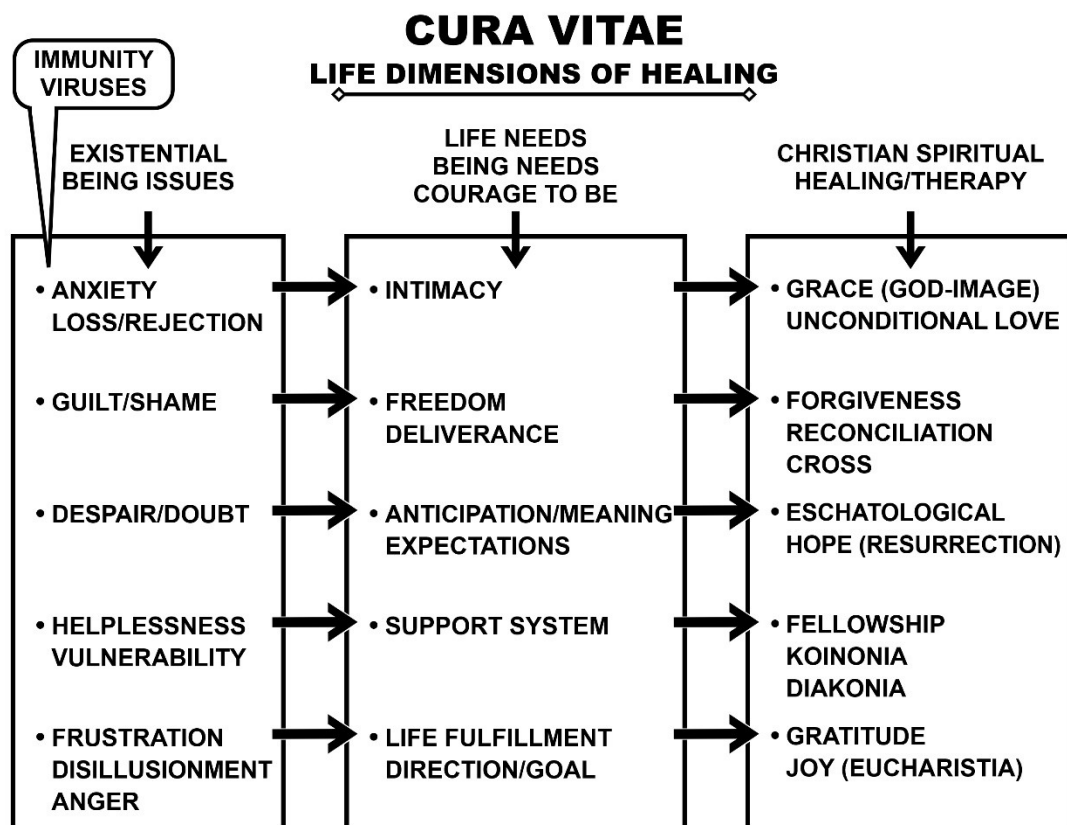 CURA VITAE
LIFE DIMENSIONS OF HEALING
IMMUNITY
VIRUSES
EXISTENTIAL
BEING ISSUES
LIFE NEEDS
BEING NEEDS
COURAGE TO BE
CHRISTIAN SPIRITUAL
HEALING/THERAPY
• ANXIETY
LOSS/REJECTION
• INTIMACY
• GRACE (GOD-IMAGE)
UNCONDITIONAL LOVE
• GUILT/SHAME
• FREEDOM
DELIVERANCE
• FORGIVENESS
RECONCILIATION
CROSS
• DESPAIR/DOUBT
• ANTICIPATION/MEANING
EXPECTATIONS
• ESCHATOLOGICAL
HOPE (RESURRECTION)
• HELPLESSNESS
VULNERABILITY
• SUPPORT SYSTEM
• FELLOWSHIP
KOINONIA
DIAKONIA
• FRUSTRATION
DISILLUSIONMENT
ANGER
• LIFE FULFILLMENT
DIRECTION/GOAL
• GRATITUDE
JOY (EUCHARISTIA)